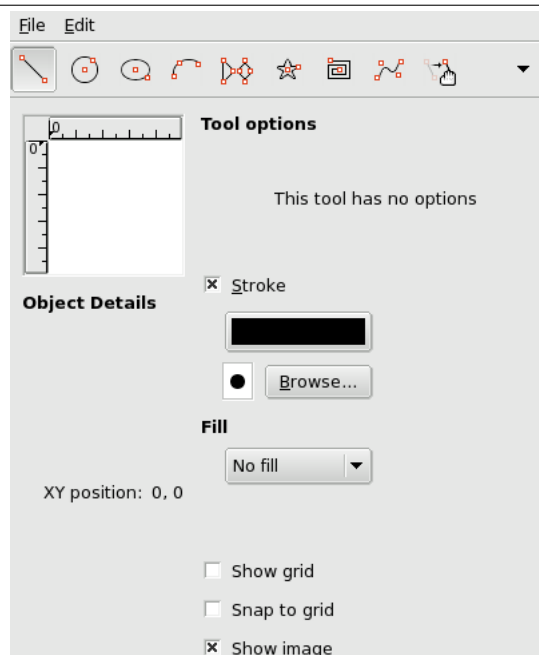 File Edit
0
0
Tool options
This tool has no options
Stroke
Object Details
Browse...
Fill
No fill
XY position: 0, 0
Show grid
Snap to grid
Show image